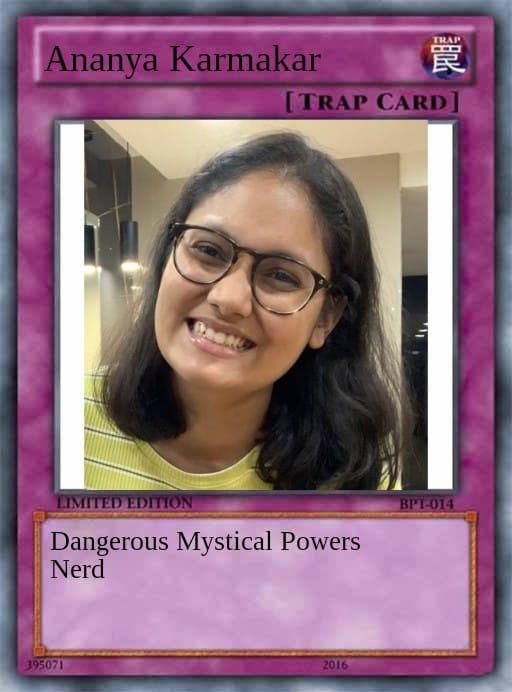 Ananya Karmakar
TRAP
罠
[TRAP CARD]
LIMITED EDITION
BPT-014
Dangerous Mystical Powers
Nerd
395071
2016